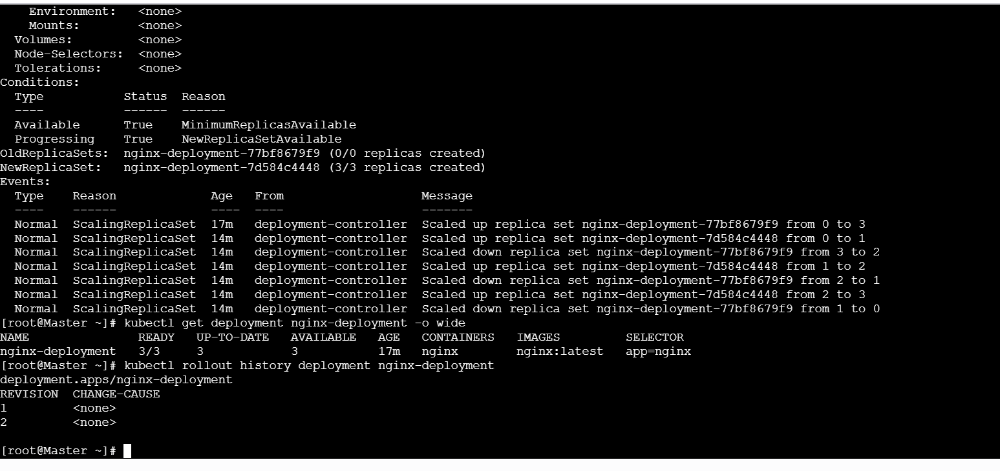 Environment: <none>
Mounts: <none>
Volumes: <none>
Node-Selectors: <none>
Tolerations: <none>
Conditions:
Type Status Reason
---- ------ ------
Available True MinimumReplicasAvailable
Progressing True NewReplicaSetAvailable
OldReplicaSets: nginx-deployment-77bf8679f9 (0/0 replicas created)
NewReplicaSet: nginx-deployment-7d584c4448 (3/3 replicas created)
Events:
Type Reason Age From Message
---- ------ ---- ---- -------
Normal ScalingReplicaSet 17m deployment-controller Scaled up replica set nginx-deployment-77bf8679f9 from 0 to 3
Normal ScalingReplicaSet 14m deployment-controller Scaled up replica set nginx-deployment-7d584c4448 from 0 to 1
Normal ScalingReplicaSet 14m deployment-controller Scaled down replica set nginx-deployment-77bf8679f9 from 3 to 2
Normal ScalingReplicaSet 14m deployment-controller Scaled up replica set nginx-deployment-7d584c4448 from 1 to 2
Normal ScalingReplicaSet 14m deployment-controller Scaled down replica set nginx-deployment-77bf8679f9 from 2 to 1
Normal ScalingReplicaSet 14m deployment-controller Scaled up replica set nginx-deployment-7d584c4448 from 2 to 3
Normal ScalingReplicaSet 14m deployment-controller Scaled down replica set nginx-deployment-77bf8679f9 from 1 to 0
[root@Master ~]# kubectl get deployment nginx-deployment -o wide
NAME READY UP-TO-DATE AVAILABLE AGE CONTAINERS IMAGES SELECTOR
nginx-deployment 3/3 3 3 17m nginx nginx:latest app=nginx
[root@Master ~]# kubectl rollout history deployment nginx-deployment
deployment.apps/nginx-deployment
REVISION CHANGE-CAUSE
1 <none>
2 <none>
[root@Master ~]#